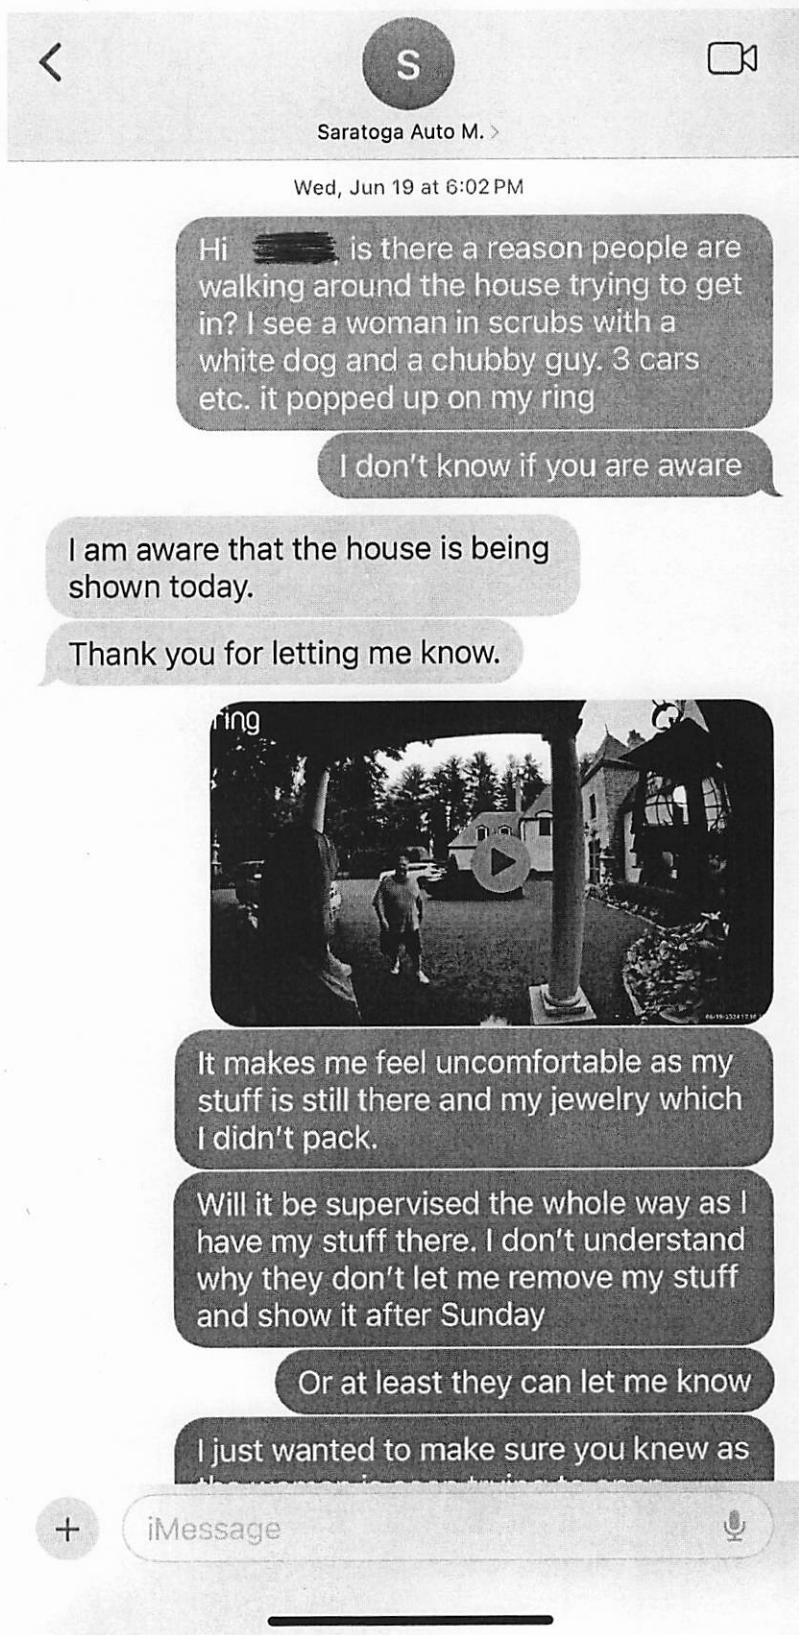 S
Saratoga Auto M. >
Wed, Jun 19 at 6:02 PM
Hi is there a reason people are
walking around the house trying to get
in? I see a woman in scrubs with a
white dog and a chubby guy. 3 cars
etc. it popped up on my ring
I don't know if you are aware
I am aware that the house is being
shown today.
Thank you for letting me know.
ring
It makes me feel uncomfortable as my
stuff is still there and my jewelry which
I didn't pack.
Will it be supervised the whole way as I
have my stuff there. I don't understand
why they don't let me remove my stuff
and show it after Sunday
Or at least they can let me know
I just wanted to make sure you knew as
iMessage